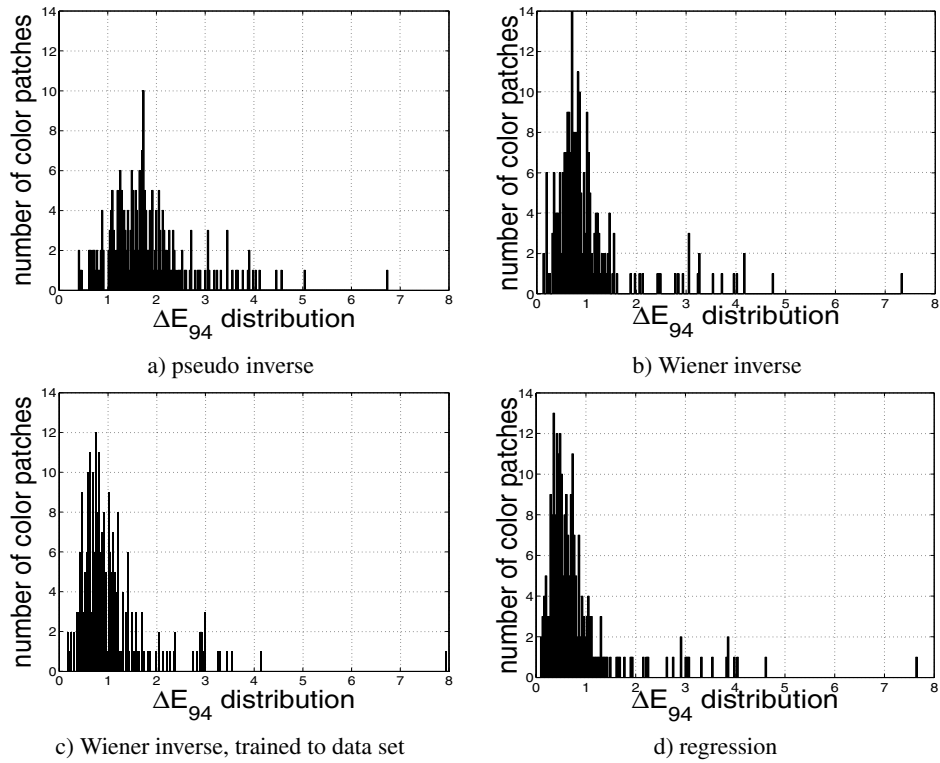 14
12
10
8
6
4
2
0
number of color patches
0 1 2 3 4 5 6 7 8
ΔE94 distribution
a) pseudo inverse
14
12
10
8
6
4
2
0
number of color patches
0 1 2 3 4 5 6 7 8
ΔE94 distribution
b) Wiener inverse
14
12
10
8
6
4
2
0
number of color patches
0 1 2 3 4 5 6 7 8
ΔE94 distribution
c) Wiener inverse, trained to data set
14
12
10
8
6
4
2
0
number of color patches
0 1 2 3 4 5 6 7 8
ΔE94 distribution
d) regression